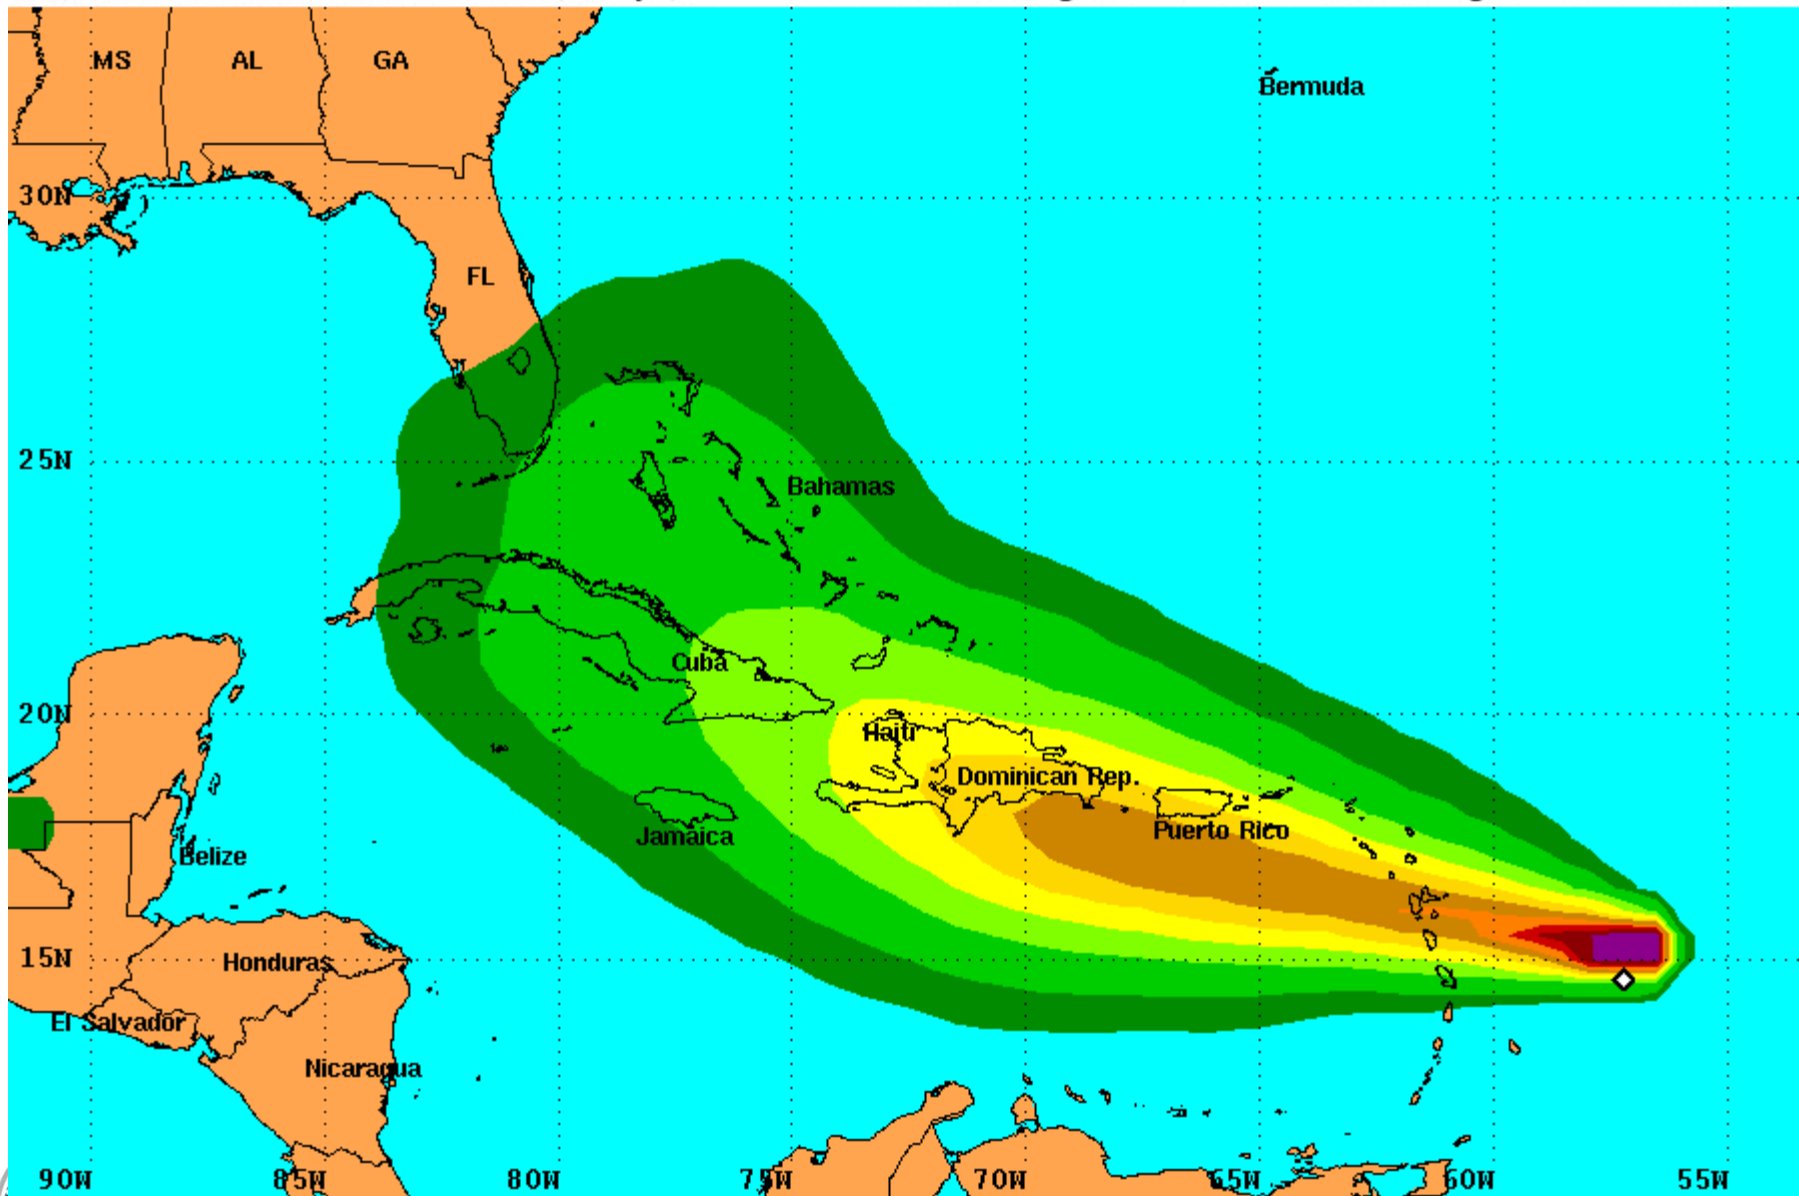 MS AL GA
Bermuda
30N
FL
25N
Bahamas
Cuba
20N
Haiti
Dominican Rep.
Puerto Rico
Jamaica
Belize
15N
Honduras
El Salvador
Nicaragua
90W 85W 80W 75W 70W 65W 60W 55W